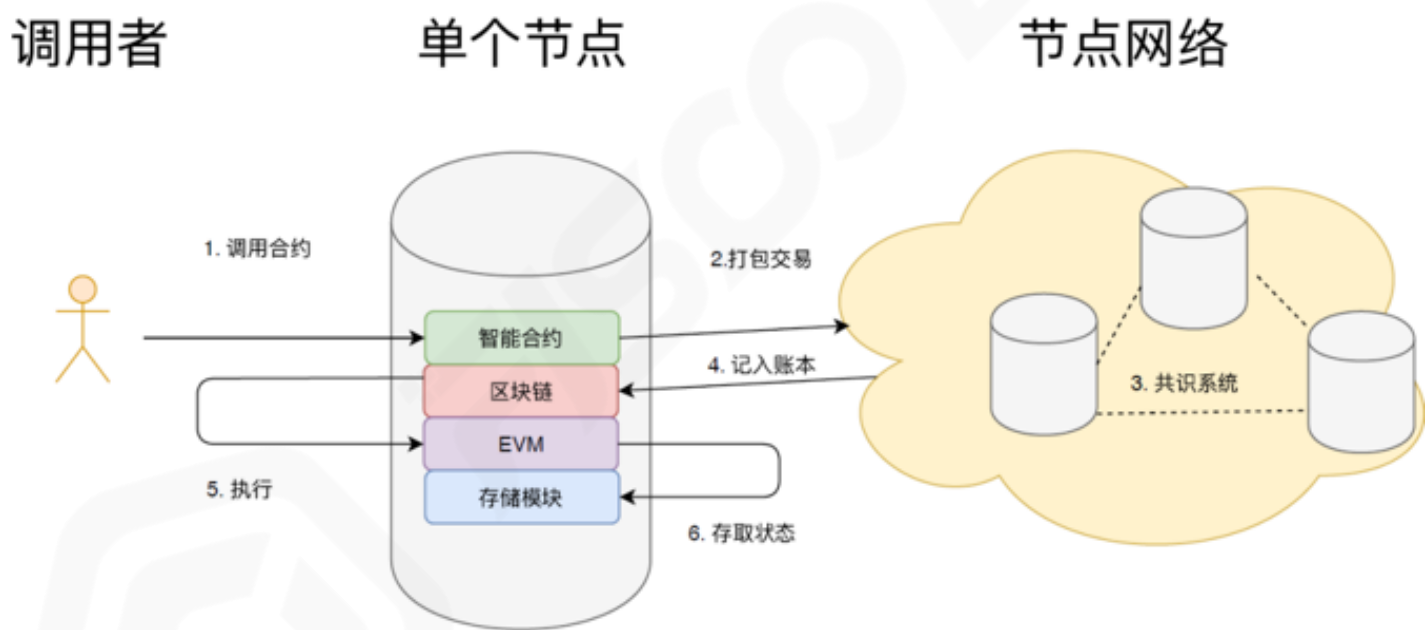 调用者
单个节点
节点网络
1. 调用合约
2.打包交易
智能合约
4. 记入账本
区块链
3. 共识系统
EVM
5. 执行
存储模块
6. 存取状态